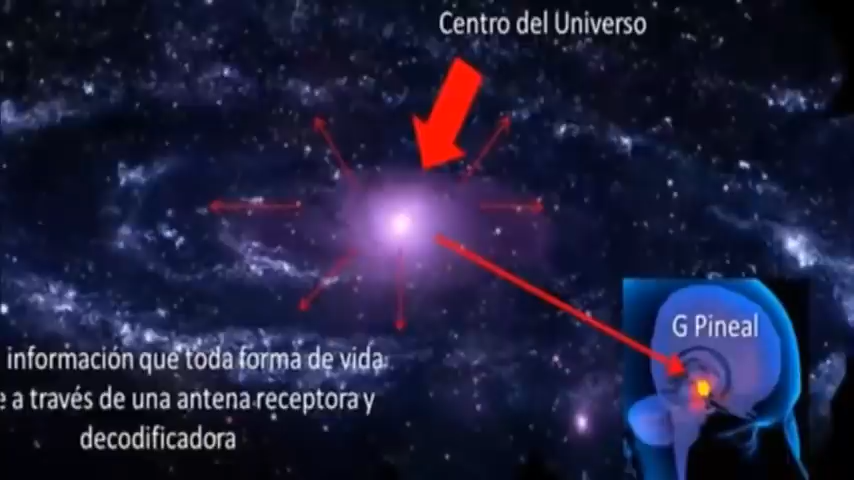 Centro del Universo
G Pineal
información que toda forma de vida
e a través de una antena receptora y
decodificadora